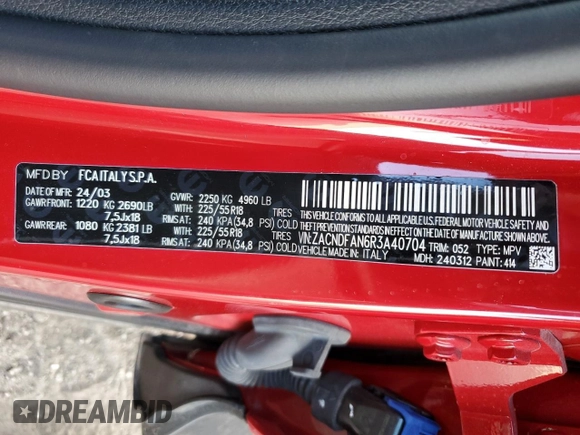 MFD BY FCA ITALY S.P.A.
DATE OF MFR 24/03 GVWR: 2250 KG 4960 LB
GAWR FRONT: 1220 KG 2690LB TIRES 225/55R18
7,5Jx18 RIMS AT. 240 KPA(34,8 PSI) COLD
GAWR REAR: 1080 KG 2381 LB TIRES 225/55R18
7,5Jx18 RIMS AT. 240 KPA(34,8 PSI) COLD
THIS VEHICLE CONFORMS TO ALL APPLICABLE U.S.FEDERAL MOTOR VEHICLE SAFETY, BUMPER, AND
THEFT PREVENTION STANDARDS IN EFFECT ON THE DATE OF MANUFACTURE SHOWN ABOVE.
VIN:ZACNDFAN6R3A40704 TRIM: 052 TYPE: MPV
VEHICLE MADE IN: ITALY MDH: 240312 PAINT: 414
DREAMBID